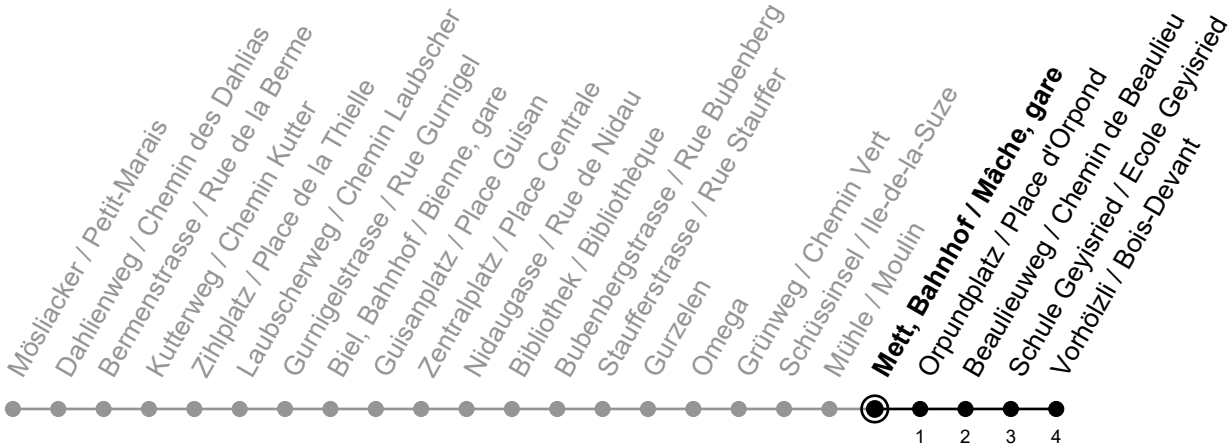 Mösliacker / Petit-Marais
Dahlienweg / Chemin des Dahlias
Bermenstrasse / Rue de la Berme
Kutterweg / Chemin Kutter
Zihlplatz / Place de la Thielle
Laubscherweg / Chemin Laubscher
Gurnigelstrasse / Rue Gurnigel
Biel, Bahnhof / Bienne, gare
Guisanplatz / Place Guisan
Zentralplatz / Place Centrale
Nidaugasse / Rue de Nidau
Bibliothek / Bibliothèque
Bubenbergstrasse / Rue Bubenberg
Staufferstrasse / Rue Stauffer
Gurzelen
Omega
Grünweg / Chemin Vert
Schüssinsel / Ile-de-la-Suze
Mühle / Moulin
Mett, Bahnhof / Mâche, gare
Orpundplatz / Place d'Orpond
Beaulieuweg / Chemin de Beaulieu
Schule Geyisried / Ecole Geyisried
Vorhölzli / Bois-Devant
1 2 3 4